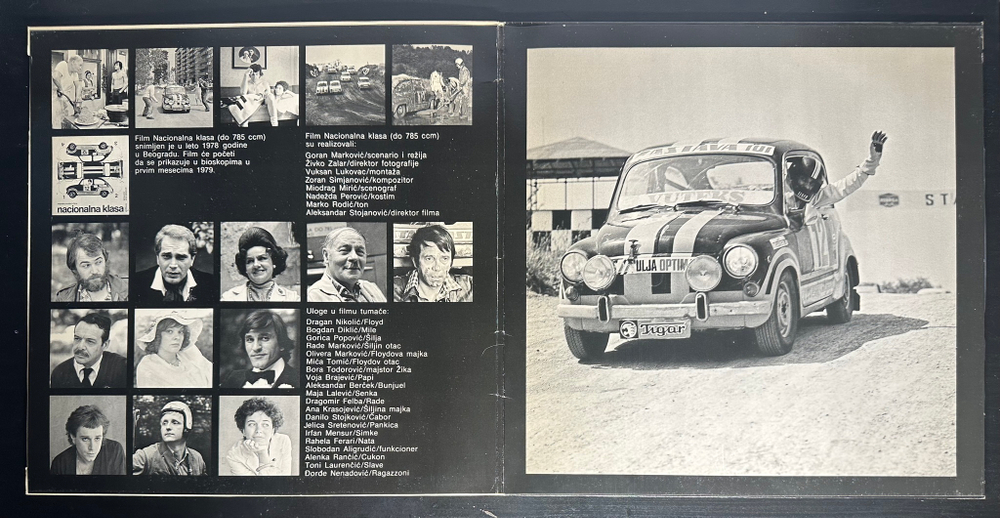 Film Nacionalna klasa (do 785 ccm)
snimljen je u leto 1978 godine
u Beogradu. Film će početi
da se prikazuje u bioskopima u
prvim mesecima 1979.
Film Nacionalna klasa (do 785 ccm)
su realizovali:
Goran Marković/scenario i režija
Živko Zalar/direktor fotografije
Vuksan Lukovac/montaža
Zoran Simjanović/kompozitor
Miodrag Mirić/scenograf
Nadežda Perović/kostim
Marko Rodić/ton
Aleksandar Stojanović/direktor filma
nacionalna klasa
Uloge u filmu tumače:
Dragan Nikolić/Floyd
Bogdan Diklić/Mile
Gorica Popović/Šilja
Rade Marković/Šiljin otac
Olivera Marković/Floydova majka
Mića Tomić/Floydov otac
Bora Todorović/majstor Žika
Voja Brajević/Papi
Aleksandar Berček/Bunjuel
Maja Lalević/Senka
Dragomir Felba/Rade
Ana Krasojević/Šiljina majka
Danilo Stojković/Čabor
Jelica Sretenović/Pankica
Irfan Mensur/Simke
Rahela Ferari/Nata
Slobodan Aligrudić/funkcioner
Alenka Rančić/Cukon
Toni Laurenčić/Slave
Đorđe Nenadović/Ragazzoni
ULJA OPTIM
Tigar
12
ST